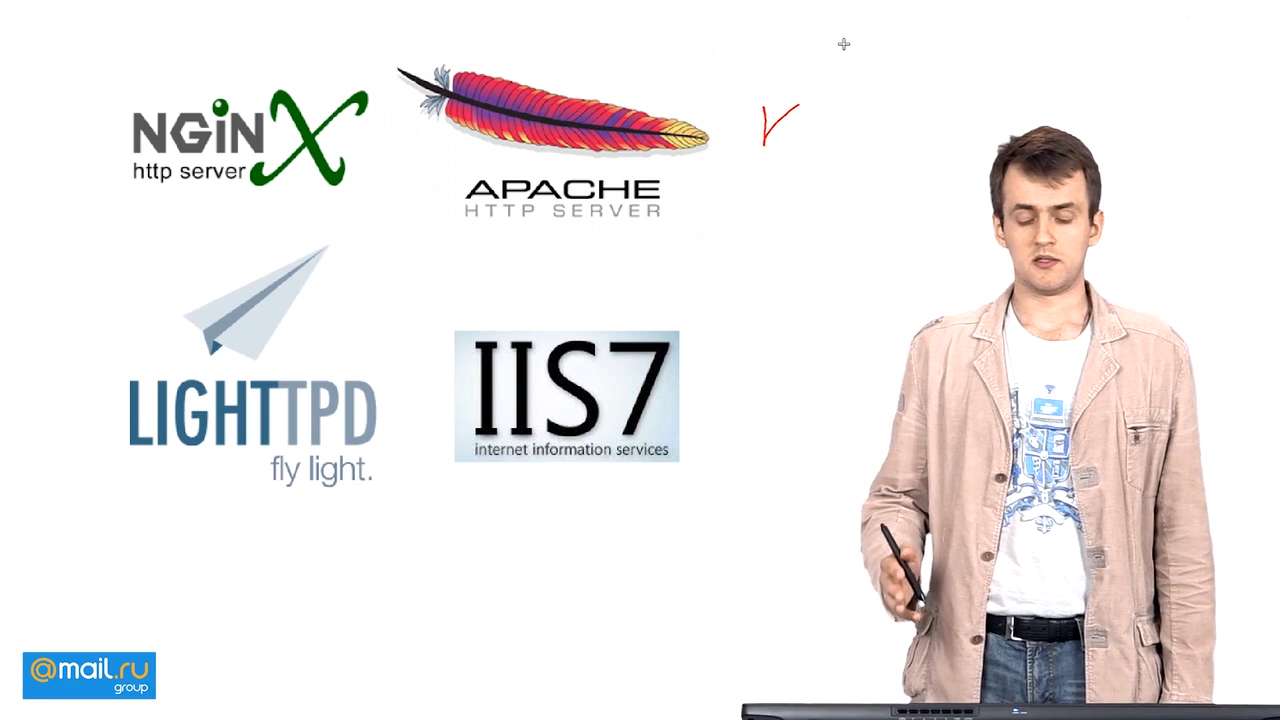 NGiNX
http server
APACHE
HTTP SERVER
LIGHTTPD
fly light.
IIS7
internet information services
@mail.ru
group